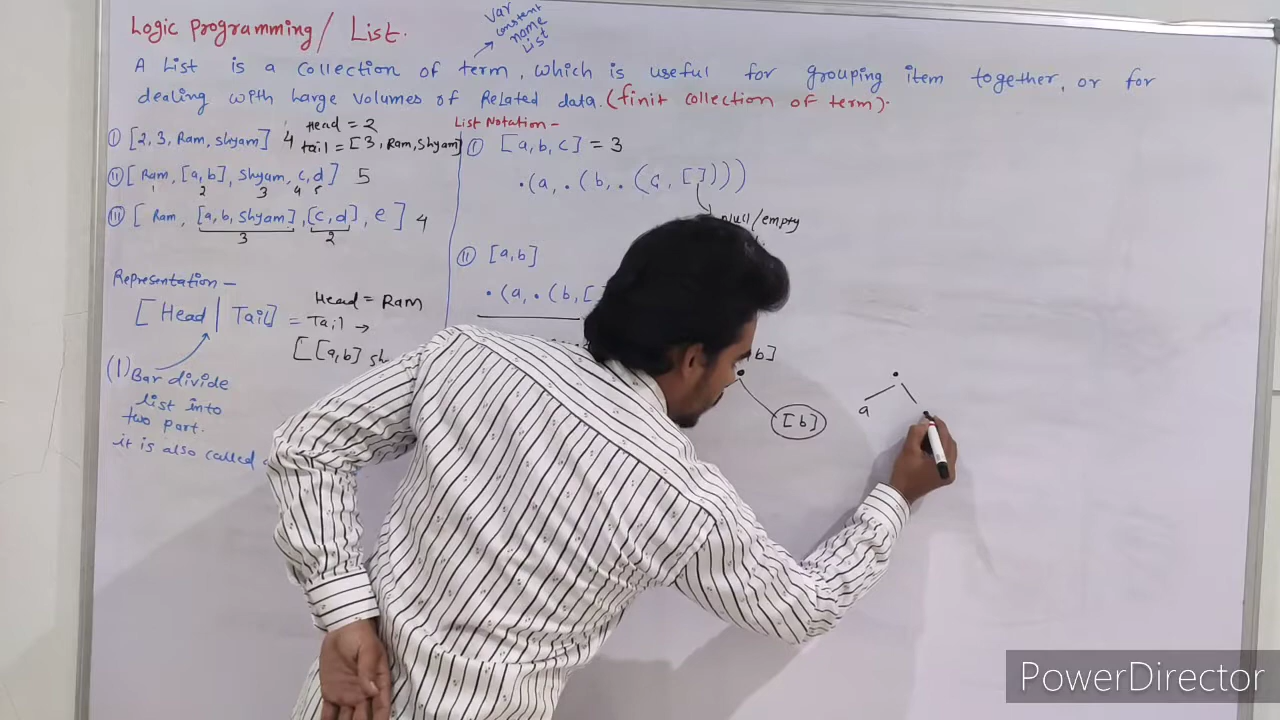 Logic Programming / List.
Var
constent
name
List
A List is a collection of term, which is useful for grouping item together, or for
dealing with large volumes of Related data. (finit collection of term).
(i) [2, 3, Ram, Shyam] 4
Head = 2
tail = [3, Ram, Shyam]
(ii) [Ram, [a, b], Shyam, c, d] 5
1 2 3 4 5
(iii) [Ram, [a, b, Shyam], [c, d], e] 4
3 2
Representation -
[Head | Tail] = Tail →
Head = Ram
[[a, b]
(1) Bar divide
list into
two part.
it is also called
List Notation -
(i) [a, b, c] = 3
.(a, .(b, .(c, [])))
Null/empty
(ii) [a, b]
.(a, .(b, [
b]
[b]
a
PowerDirector